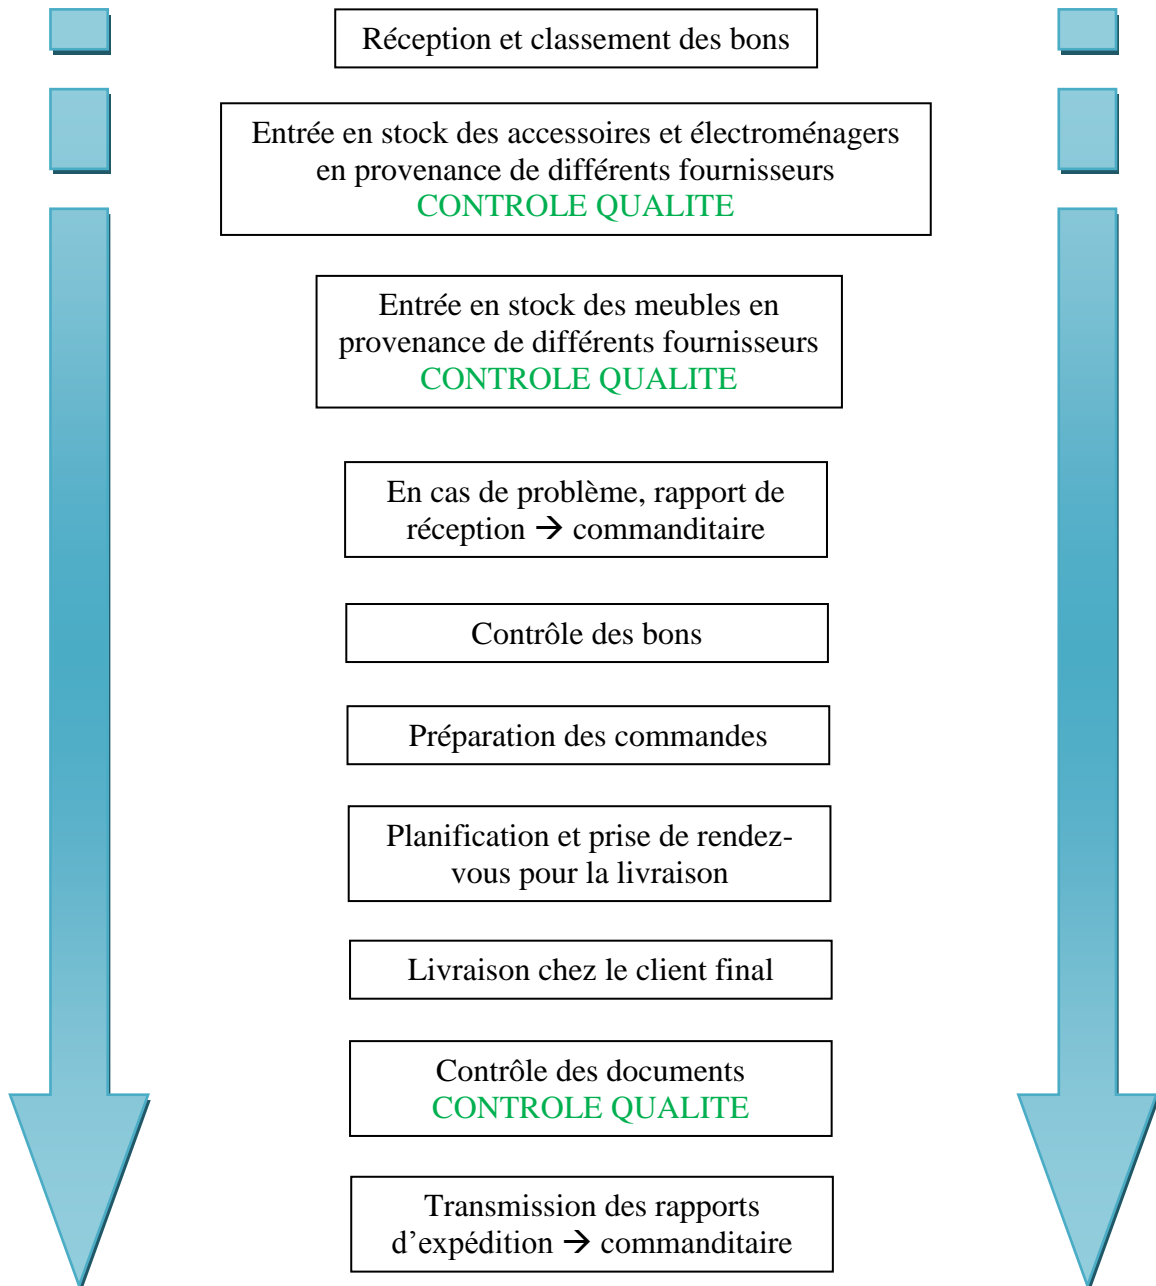 Réception et classement des bons
Entrée en stock des accessoires et électroménagers
en provenance de différents fournisseurs
CONTROLE QUALITE
Entrée en stock des meubles en
provenance de différents fournisseurs
CONTROLE QUALITE
En cas de problème, rapport de
réception → commanditaire
Contrôle des bons
Préparation des commandes
Planification et prise de rendez-
vous pour la livraison
Livraison chez le client final
Contrôle des documents
CONTROLE QUALITE
Transmission des rapports
d’expédition → commanditaire